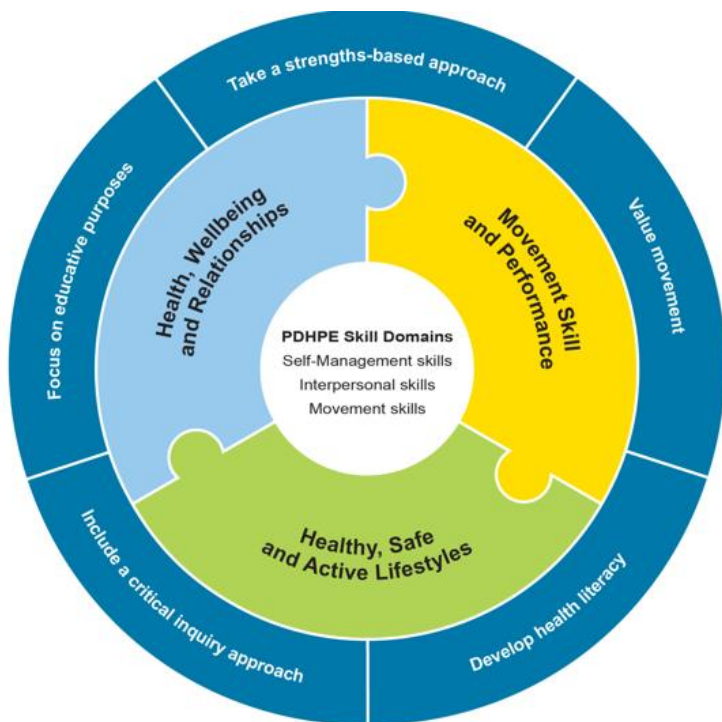 Take a strengths-based approach
Value movement
Develop health literacy
Include a critical inquiry approach
Focus on educative purposes
Health, Wellbeing
and Relationships
Movement Skill
and Performance
Healthy, Safe
and Active Lifestyles
PDHPE Skill Domains
Self-Management skills
Interpersonal skills
Movement skills